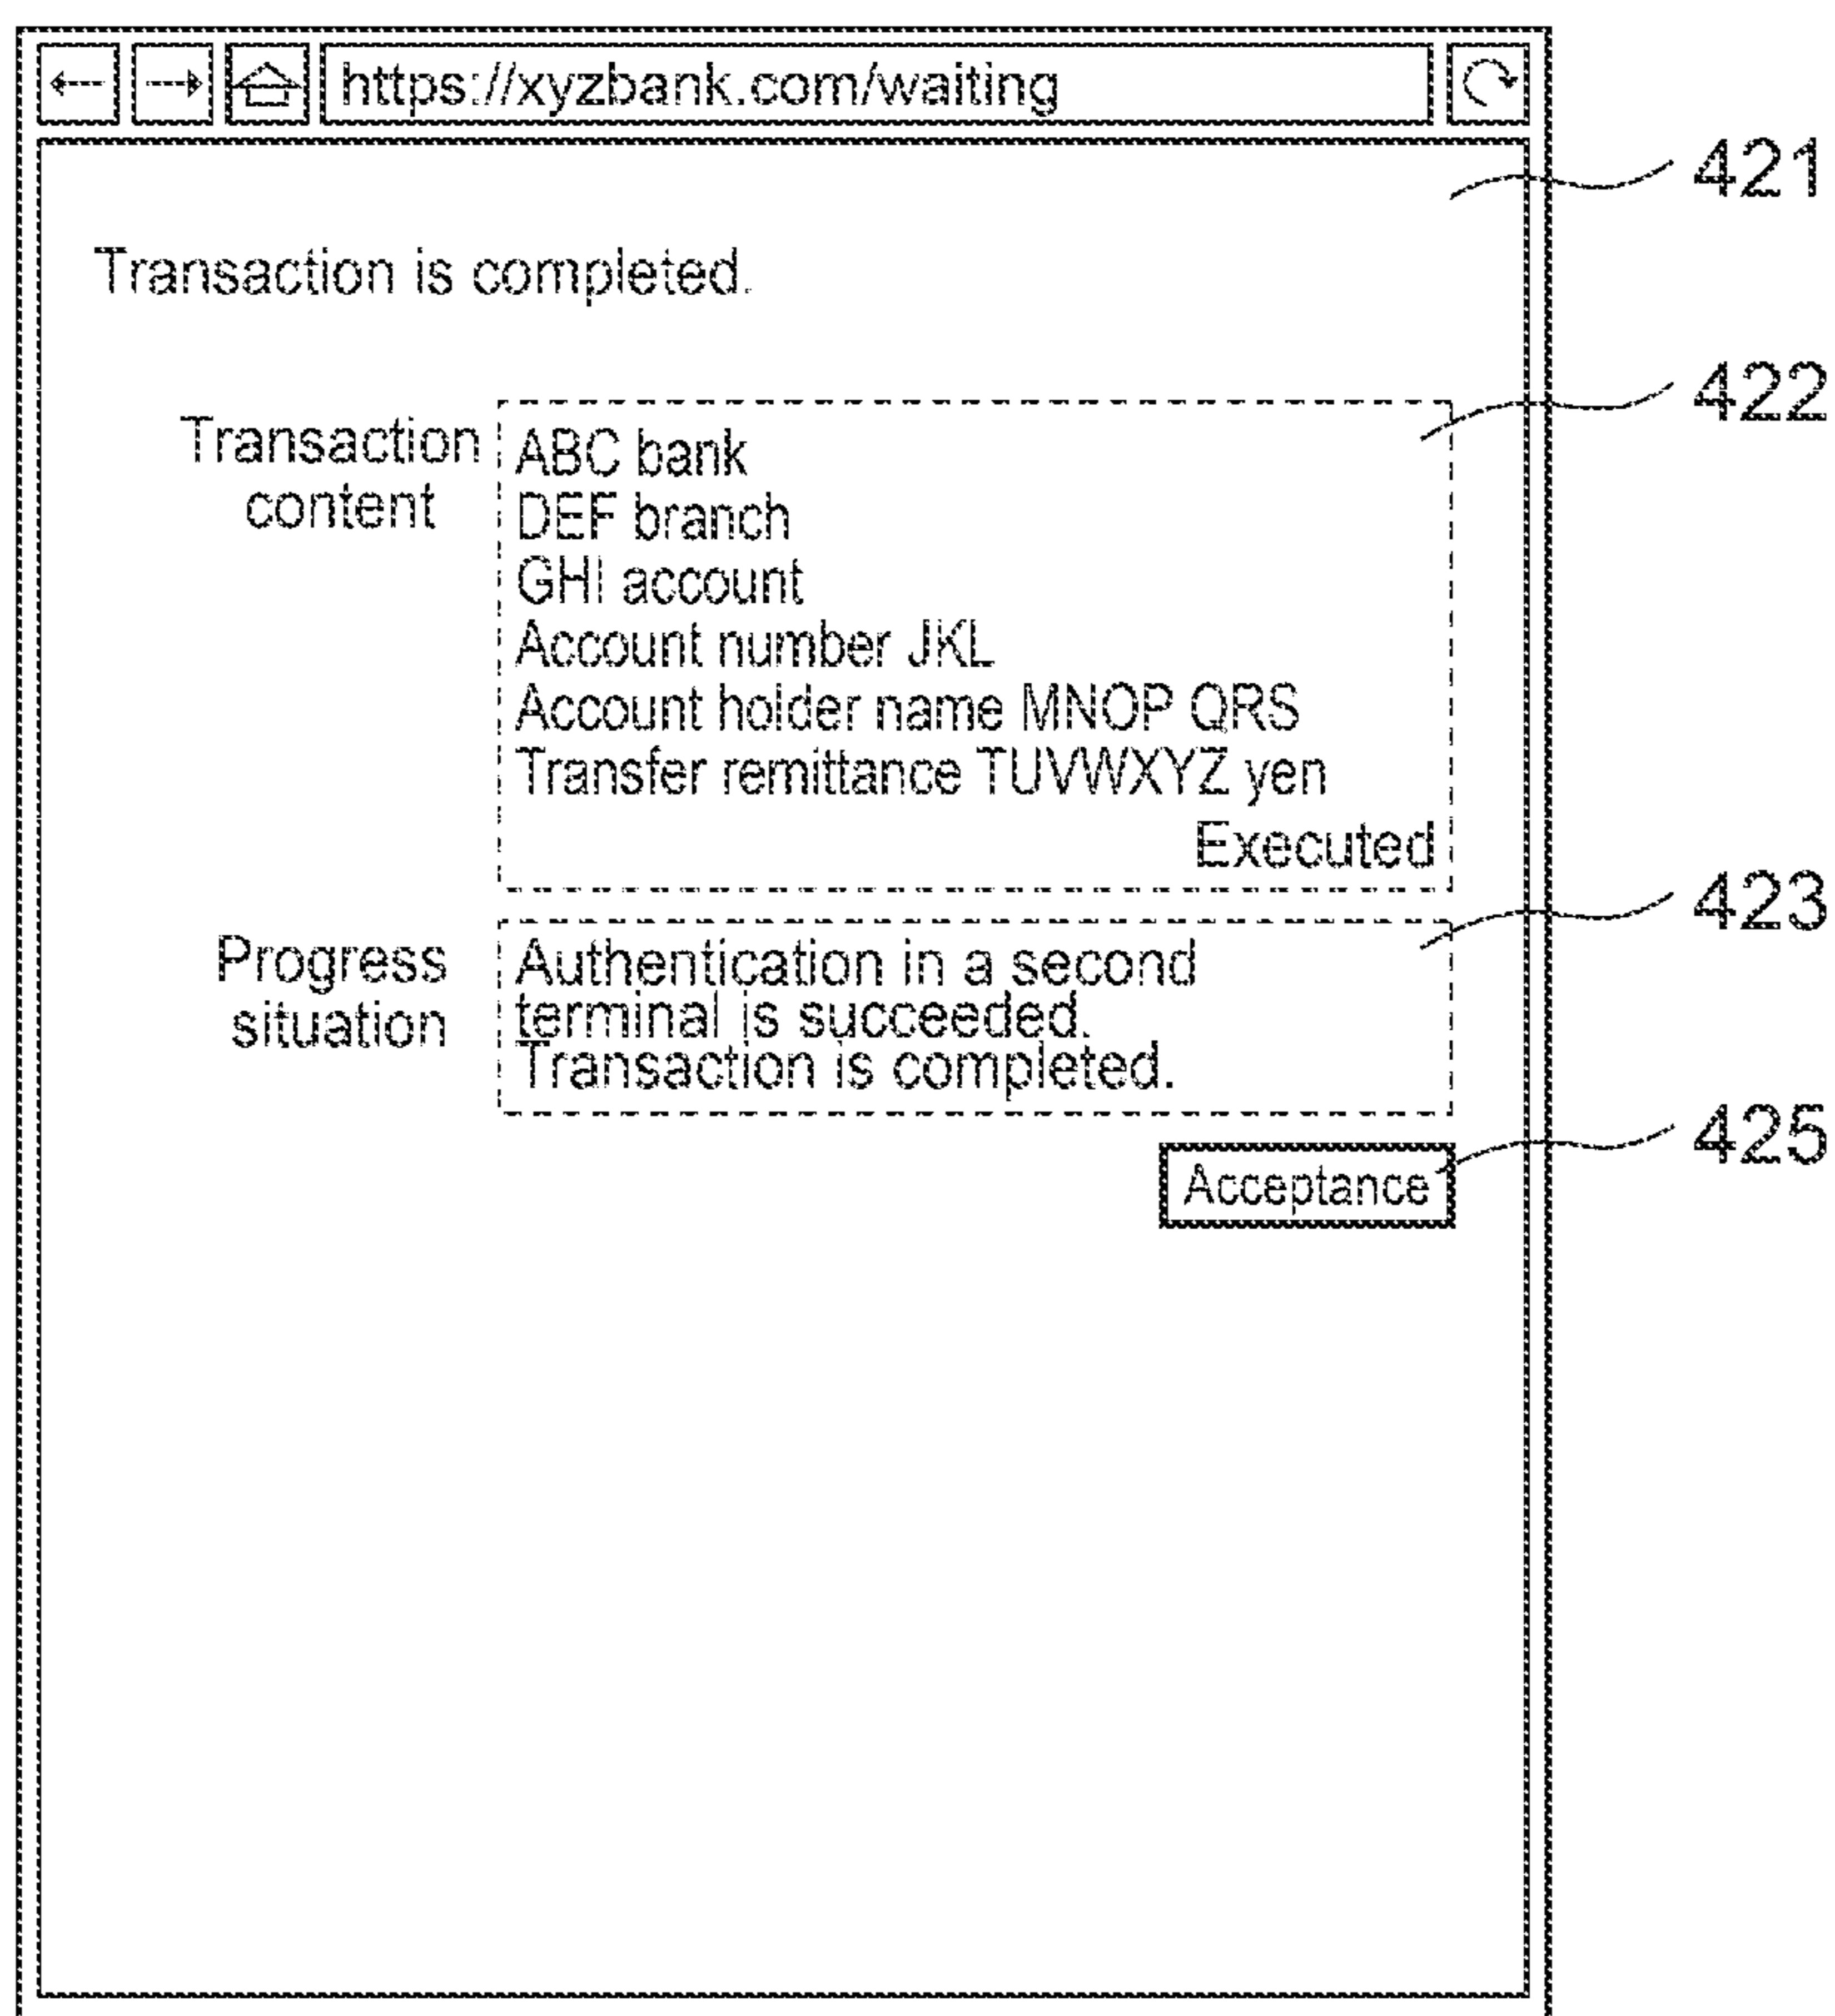 https://xyzbank.com/waiting
421
Transaction is completed.
422
Transaction
content
ABC bank
DEF branch
GHI account
Account number JKL
Account holder name MNOP QRS
Transfer remittance TUVWXYZ yen
Executed
423
Progress
situation
Authentication in a second
terminal is succeeded.
Transaction is completed.
425
Acceptance